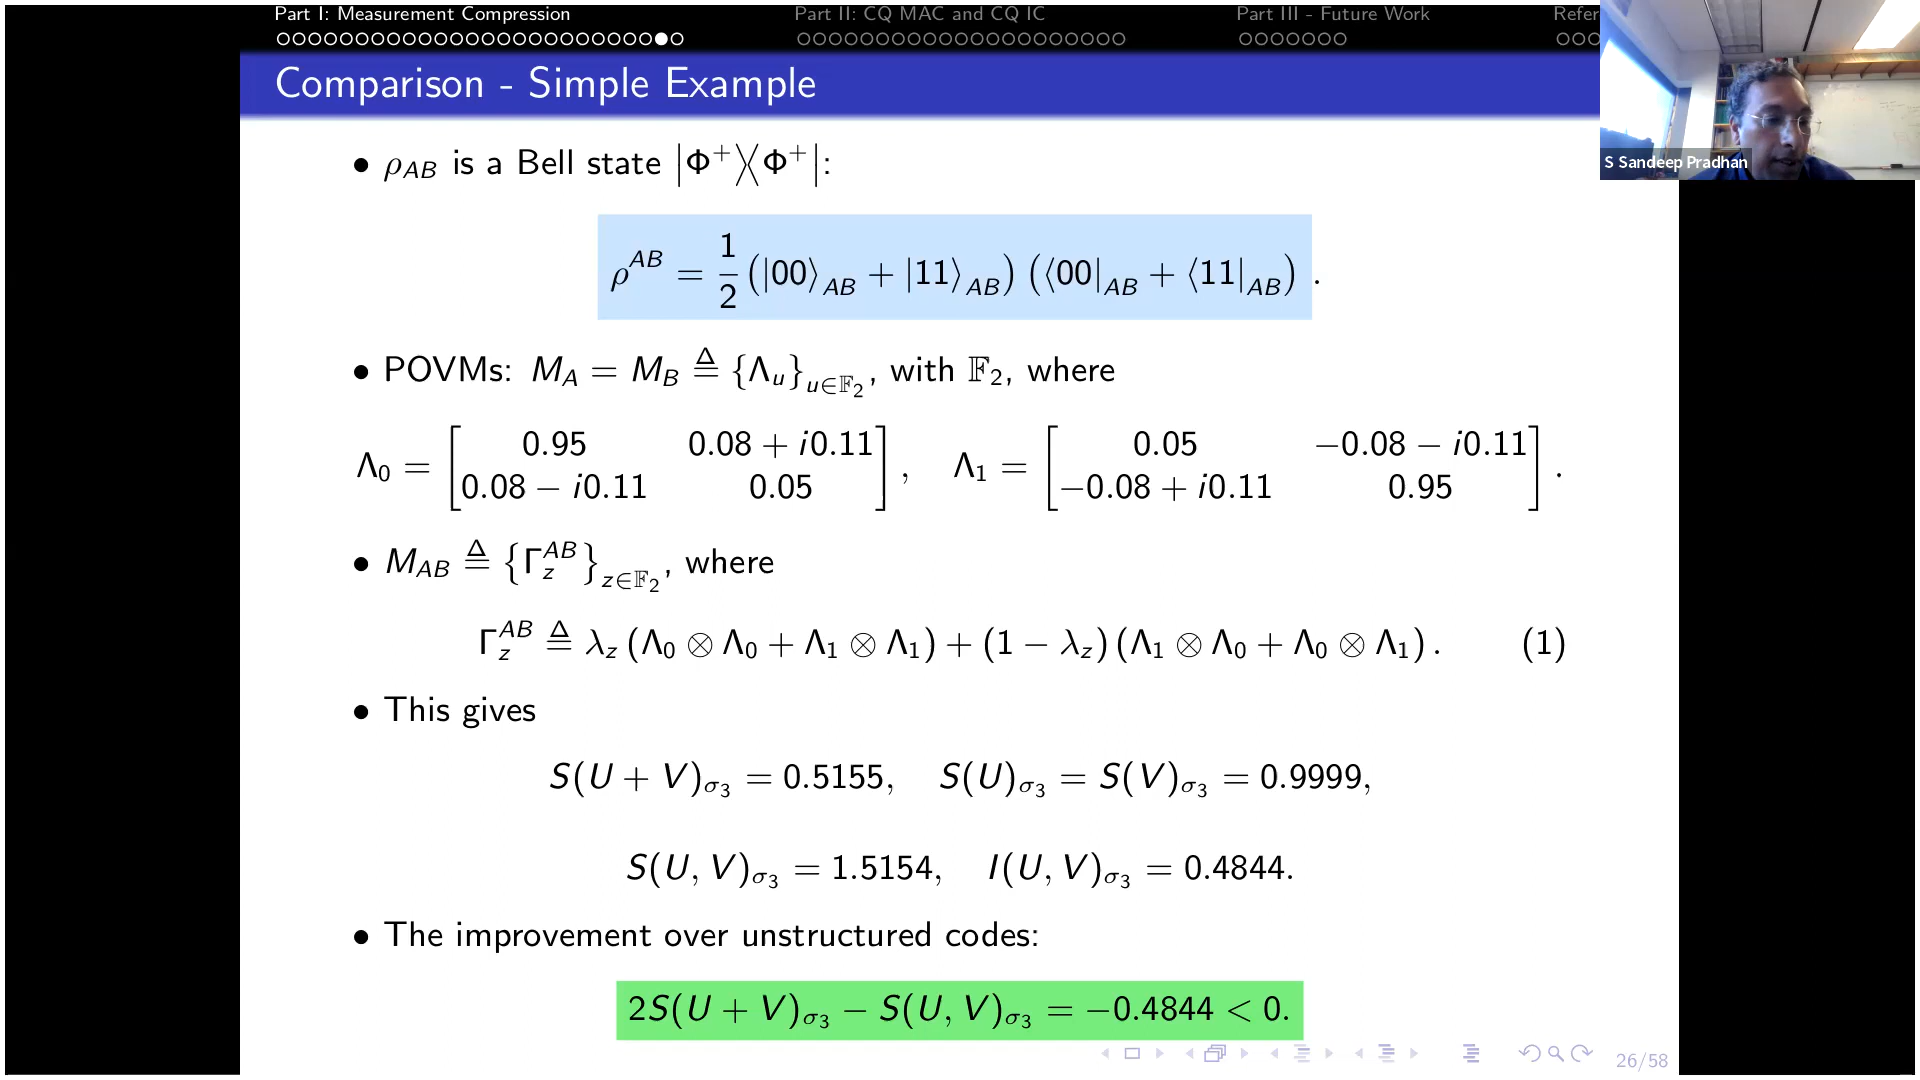 Part I: Measurement Compression Part II: CQ MAC and CQ IC Part III - Future Work Refer
Comparison - Simple Example
S Sandeep Pradhan
• ρ_AB is a Bell state |Φ⁺⟩⟨Φ⁺|:
ρ^AB = 1/2 (|00⟩_AB + |11⟩_AB) (⟨00|_AB + ⟨11|_AB) .
• POVMs: M_A = M_B ≜ {Λ_u}_{u∈𝔽₂}, with 𝔽₂, where
Λ₀ = [0.95 0.08 + i0.11; 0.08 − i0.11 0.05], Λ₁ = [0.05 −0.08 − i0.11; −0.08 + i0.11 0.95].
• M_AB ≜ {Γ_z^AB}_{z∈𝔽₂}, where
Γ_z^AB ≜ λ_z (Λ₀ ⊗ Λ₀ + Λ₁ ⊗ Λ₁) + (1 − λ_z) (Λ₁ ⊗ Λ₀ + Λ₀ ⊗ Λ₁) . (1)
• This gives
S(U + V)_σ₃ = 0.5155, S(U)_σ₃ = S(V)_σ₃ = 0.9999,
S(U, V)_σ₃ = 1.5154, I(U, V)_σ₃ = 0.4844.
• The improvement over unstructured codes:
2S(U + V)_σ₃ − S(U, V)_σ₃ = −0.4844 < 0.
26/58